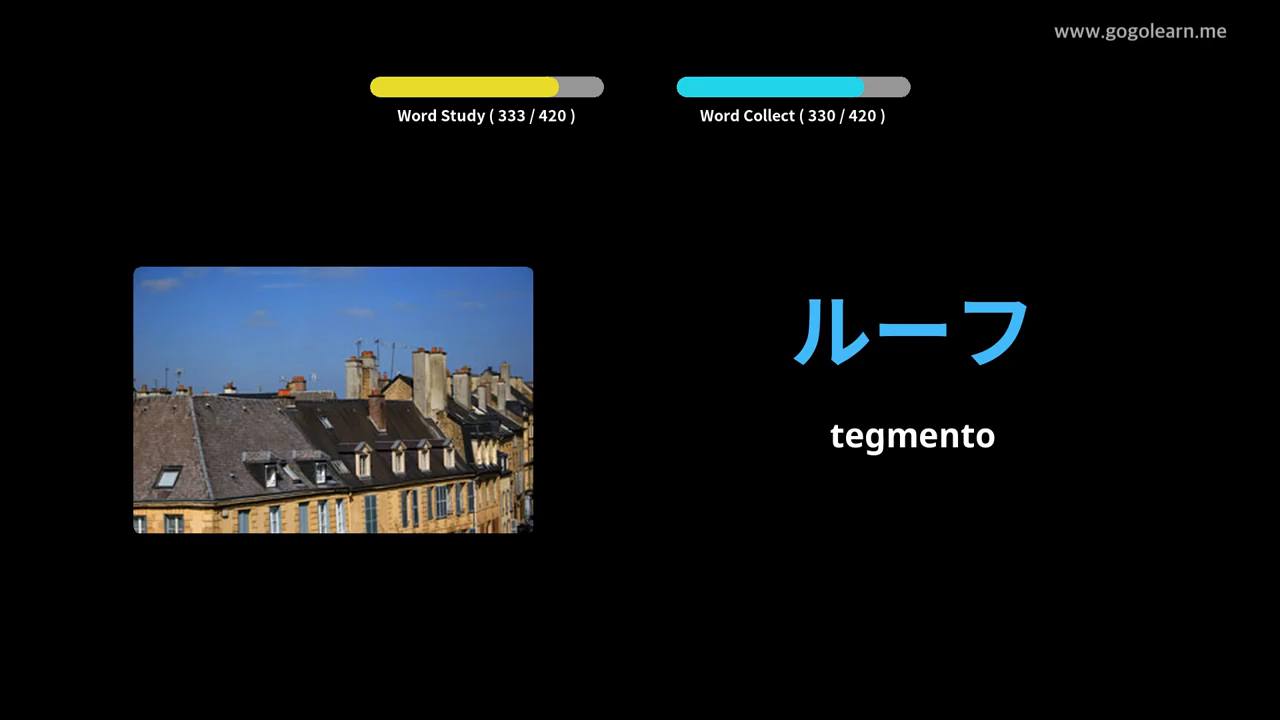 www.gogolearn.me
Word Study ( 333 / 420 )
Word Collect ( 330 / 420 )
ルーフ
tegmento